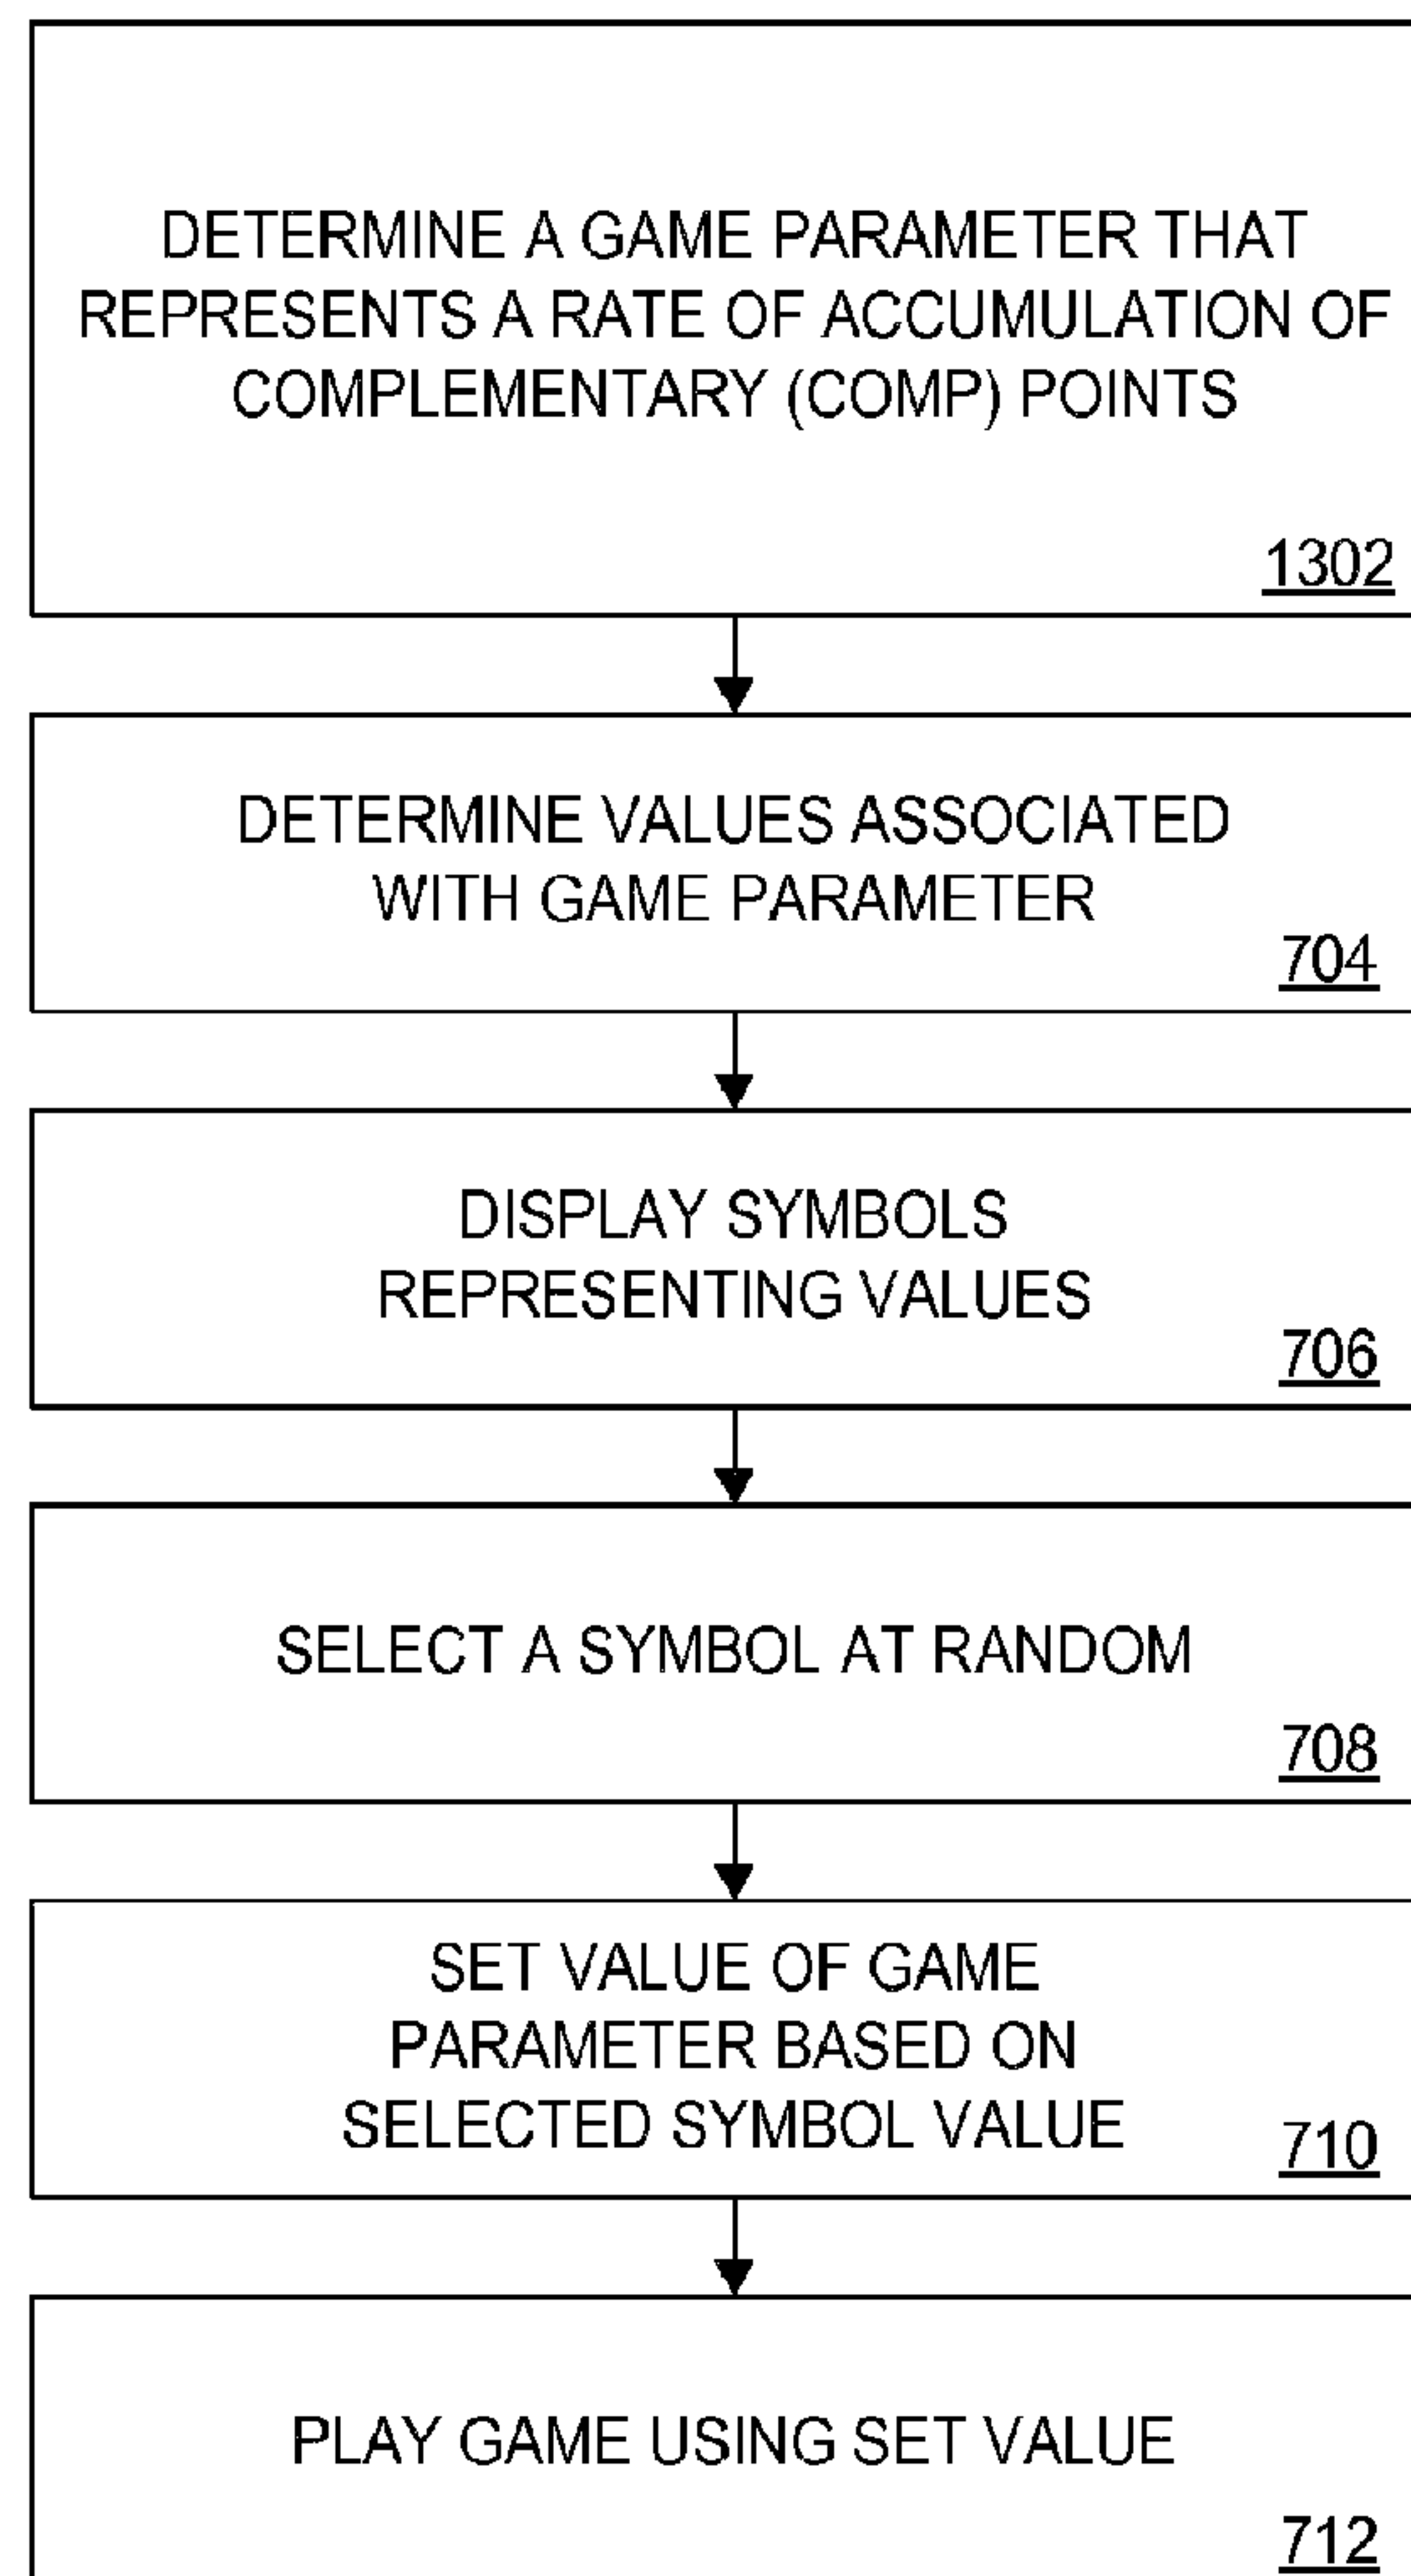 DETERMINE A GAME PARAMETER THAT
REPRESENTS A RATE OF ACCUMULATION OF
COMPLEMENTARY (COMP) POINTS
1302
DETERMINE VALUES ASSOCIATED
WITH GAME PARAMETER
704
DISPLAY SYMBOLS
REPRESENTING VALUES
706
SELECT A SYMBOL AT RANDOM
708
SET VALUE OF GAME
PARAMETER BASED ON
SELECTED SYMBOL VALUE
710
PLAY GAME USING SET VALUE
712